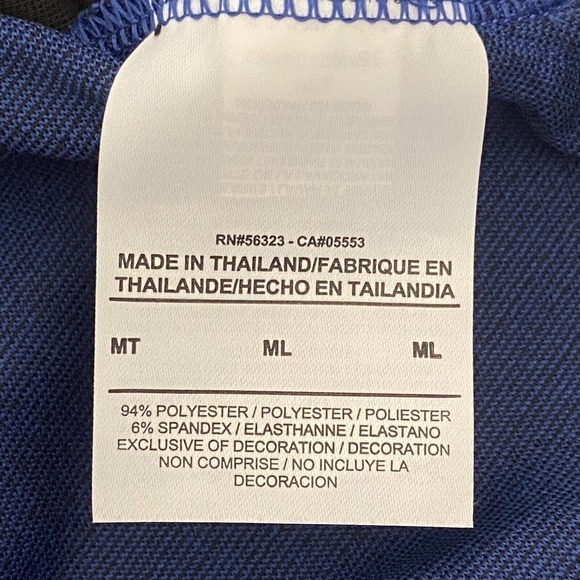 RN#56323 - CA#05553
MADE IN THAILAND/FABRIQUE EN
THAILANDE/HECHO EN TAILANDIA
MT ML ML
94% POLYESTER / POLYESTER / POLIESTER
6% SPANDEX / ELASTHANNE / ELASTANO
EXCLUSIVE OF DECORATION / DECORATION
NON COMPRISE / NO INCLUYE LA
DECORACION